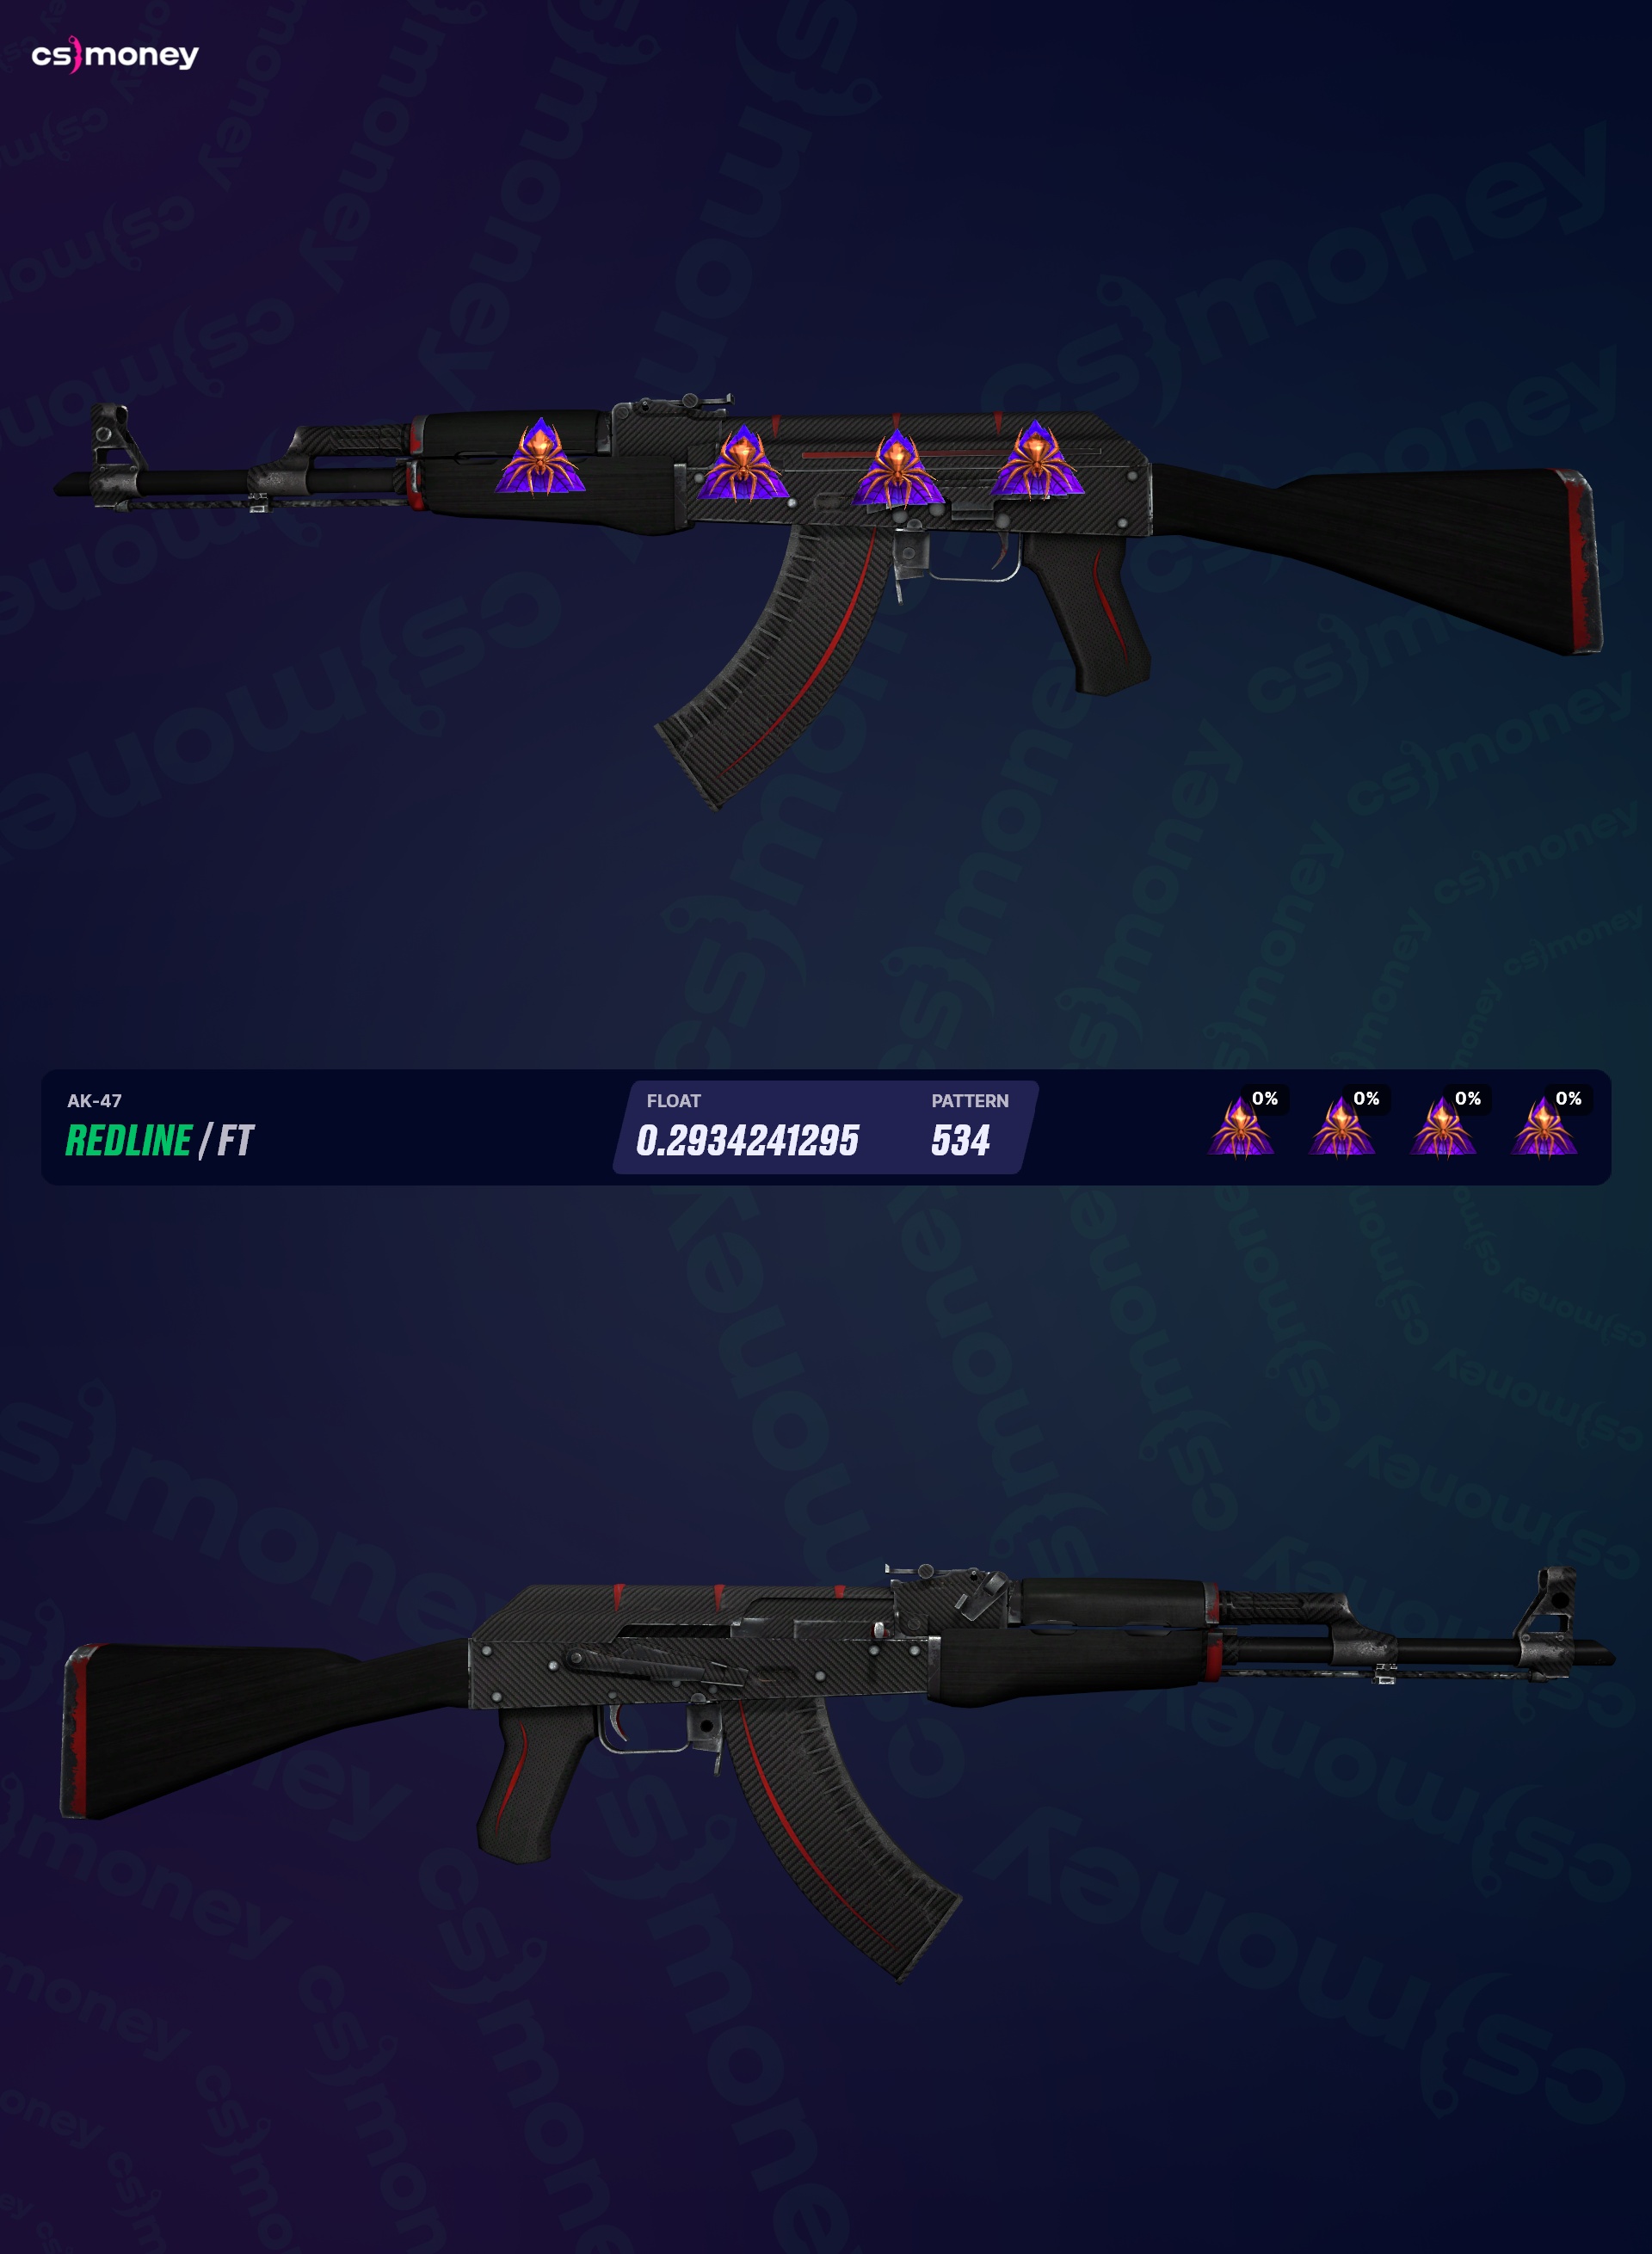 cs}money
AK-47
REDLINE / FT
FLOAT
0.2934241295
PATTERN
534
0%
0%
0%
0%